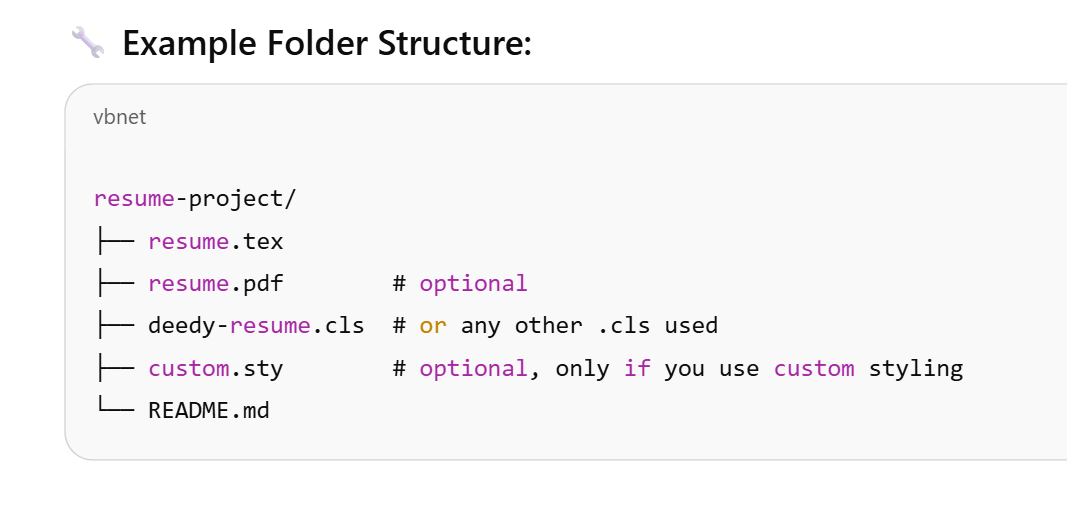 🔧 Example Folder Structure:
vbnet
resume-project/
├── resume.tex
├── resume.pdf        # optional
├── deedy-resume.cls  # or any other .cls used
├── custom.sty        # optional, only if you use custom styling
└── README.md